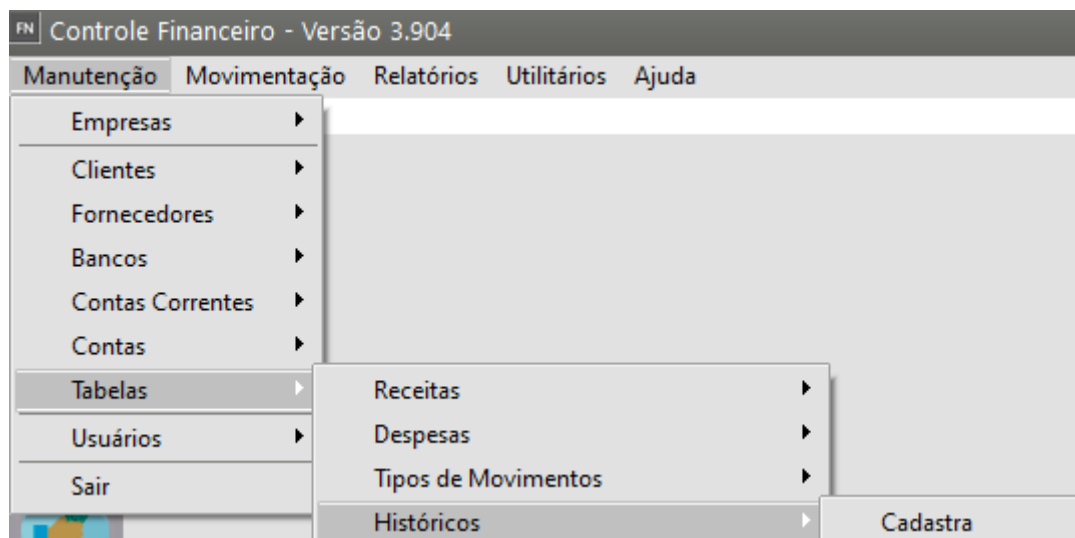 FN Controle Financeiro - Versão 3.904
Manutenção Movimentação Relatórios Utilitários Ajuda
Empresas
Clientes
Fornecedores
Bancos
Contas Correntes
Contas
Tabelas
Usuários
Sair
Receitas
Despesas
Tipos de Movimentos
Históricos
Cadastra